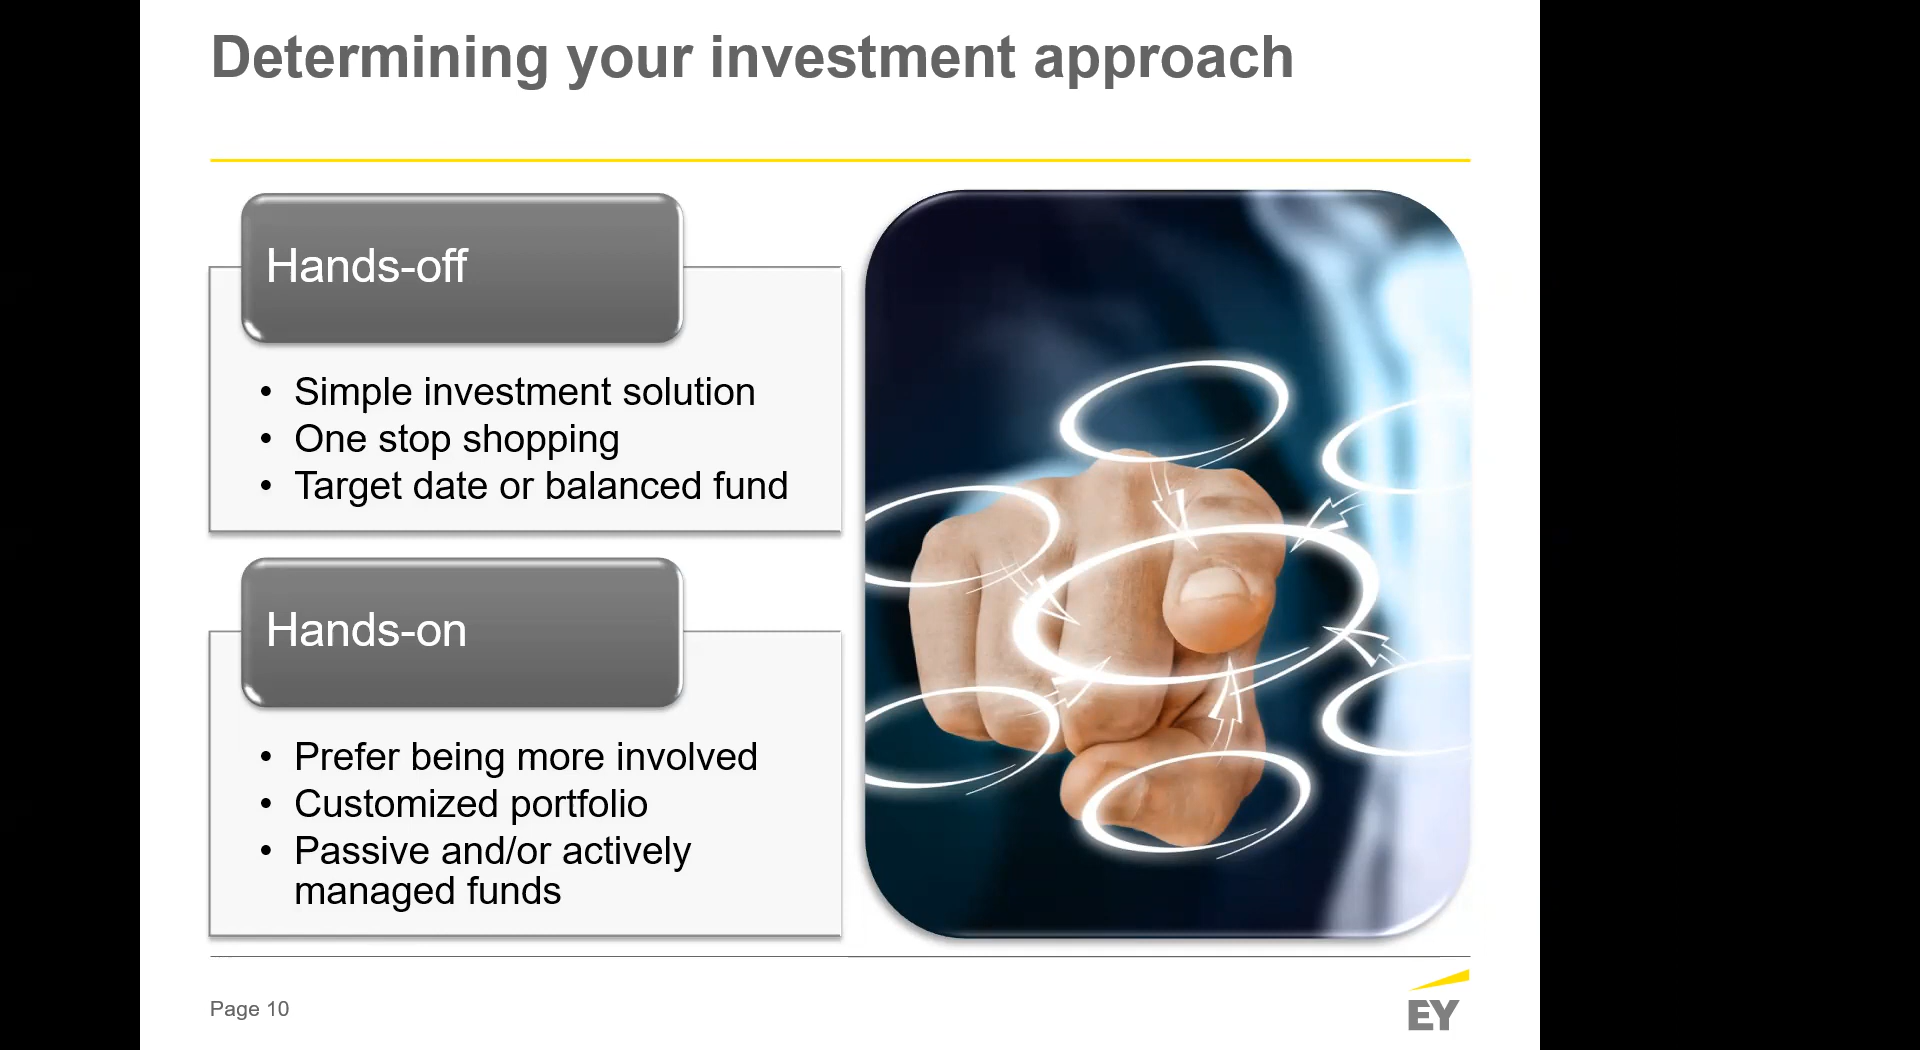 Determining your investment approach
Hands-off
• Simple investment solution
• One stop shopping
• Target date or balanced fund
Hands-on
• Prefer being more involved
• Customized portfolio
• Passive and/or actively
managed funds
Page 10
EY